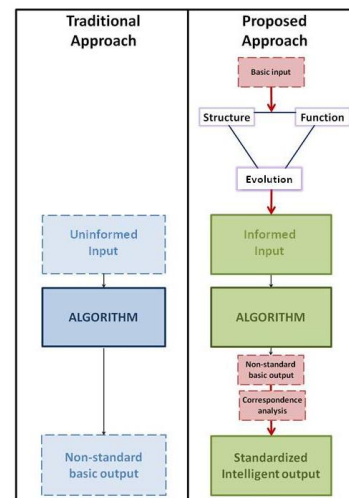 Traditional
Approach
Uninformed
Input
ALGORITHM
Non-standard
basic output
Proposed
Approach
Basic input
Structure
Function
Evolution
Informed
Input
ALGORITHM
Non-standard
basic output
Correspondence
analysis
Standardized
Intelligent output